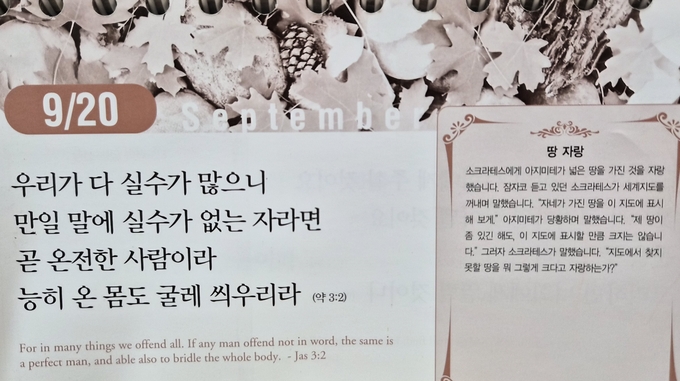 9/20
September
우리가 다 실수가 많으니
만일 말에 실수가 없는 자라면
곧 온전한 사람이라
능히 온 몸도 굴레 씌우리라 (약 3:2)
For in many things we offend all. If any man offend not in word, the same is
a perfect man, and able also to bridle the whole body. - Jas 3:2
땅 자랑
소크라테스에게 아지미테가 넓은 땅을 가진 것을 자랑
했습니다. 잠자코 듣고 있던 소크라테스가 세계지도를
꺼내며 말했습니다. “자네가 가진 땅을 이 지도에 표시
해 보게.” 아지미테가 당황하며 말했습니다. “제 땅이
좀 있긴 해도, 이 지도에 표시할 만큼 크지는 않습니
다.” 그러자 소크라테스가 말했습니다. “지도에서 찾지
못할 땅을 뭐 그렇게 크다고 자랑하는가?”